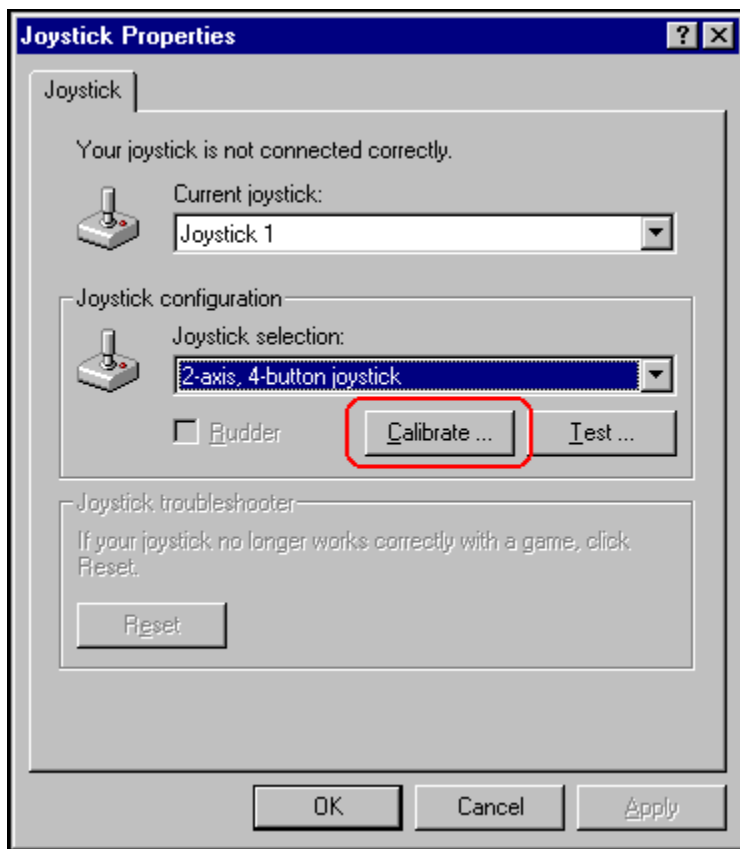 Joystick Properties
Joystick
Your joystick is not connected correctly.
Current joystick:
Joystick 1
Joystick configuration
Joystick selection:
2-axis, 4-button joystick
Rudder
Calibrate ...
Test ...
Joystick troubleshooter
If your joystick no longer works correctly with a game, click
Reset.
Reset
OK
Cancel
Apply